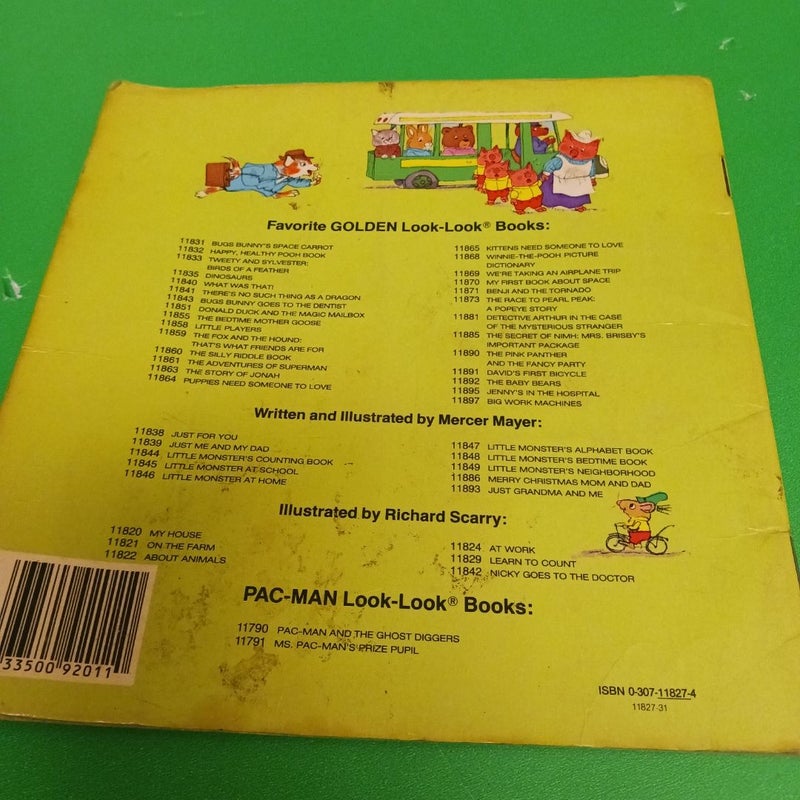 Favorite GOLDEN Look-Look® Books:
11831 BUGS BUNNY'S SPACE CARROT
11832 HAPPY, HEALTHY POOH BOOK
11833 TWEETY AND SYLVESTER:
BIRDS OF A FEATHER
11835 DINOSAURS
11840 WHAT WAS THAT!
11841 THERE'S NO SUCH THING AS A DRAGON
11843 BUGS BUNNY GOES TO THE DENTIST
11851 DONALD DUCK AND THE MAGIC MAILBOX
11855 THE BEDTIME MOTHER GOOSE
11858 LITTLE PLAYERS
11859 THE FOX AND THE HOUND:
THAT'S WHAT FRIENDS ARE FOR
11860 THE SILLY RIDDLE BOOK
11861 THE ADVENTURES OF SUPERMAN
11863 THE STORY OF JONAH
11864 PUPPIES NEED SOMEONE TO LOVE
11865 KITTENS NEED SOMEONE TO LOVE
11868 WINNIE-THE-POOH PICTURE
DICTIONARY
11869 WE'RE TAKING AN AIRPLANE TRIP
11870 MY FIRST BOOK ABOUT SPACE
11871 BENJI AND THE TORNADO
11873 THE RACE TO PEARL PEAK:
A POPEYE STORY
11881 DETECTIVE ARTHUR IN THE CASE
OF THE MYSTERIOUS STRANGER
11885 THE SECRET OF NIMH: MRS. BRISBY'S
IMPORTANT PACKAGE
11890 THE PINK PANTHER
AND THE FANCY PARTY
11891 DAVID'S FIRST BICYCLE
11892 THE BABY BEARS
11895 JENNY'S IN THE HOSPITAL
11897 BIG WORK MACHINES
Written and Illustrated by Mercer Mayer:
11838 JUST FOR YOU
11839 JUST ME AND MY DAD
11844 LITTLE MONSTER'S COUNTING BOOK
11845 LITTLE MONSTER AT SCHOOL
11846 LITTLE MONSTER AT HOME
11847 LITTLE MONSTER'S ALPHABET BOOK
11848 LITTLE MONSTER'S BEDTIME BOOK
11849 LITTLE MONSTER'S NEIGHBORHOOD
11886 MERRY CHRISTMAS MOM AND DAD
11893 JUST GRANDMA AND ME
Illustrated by Richard Scarry:
11820 MY HOUSE
11821 ON THE FARM
11822 ABOUT ANIMALS
11824 AT WORK
11829 LEARN TO COUNT
11842 NICKY GOES TO THE DOCTOR
PAC-MAN Look-Look® Books:
11790 PAC-MAN AND THE GHOST DIGGERS
11791 MS. PAC-MAN'S PRIZE PUPIL
33500 92011
ISBN 0-307-11827-4
11827-31